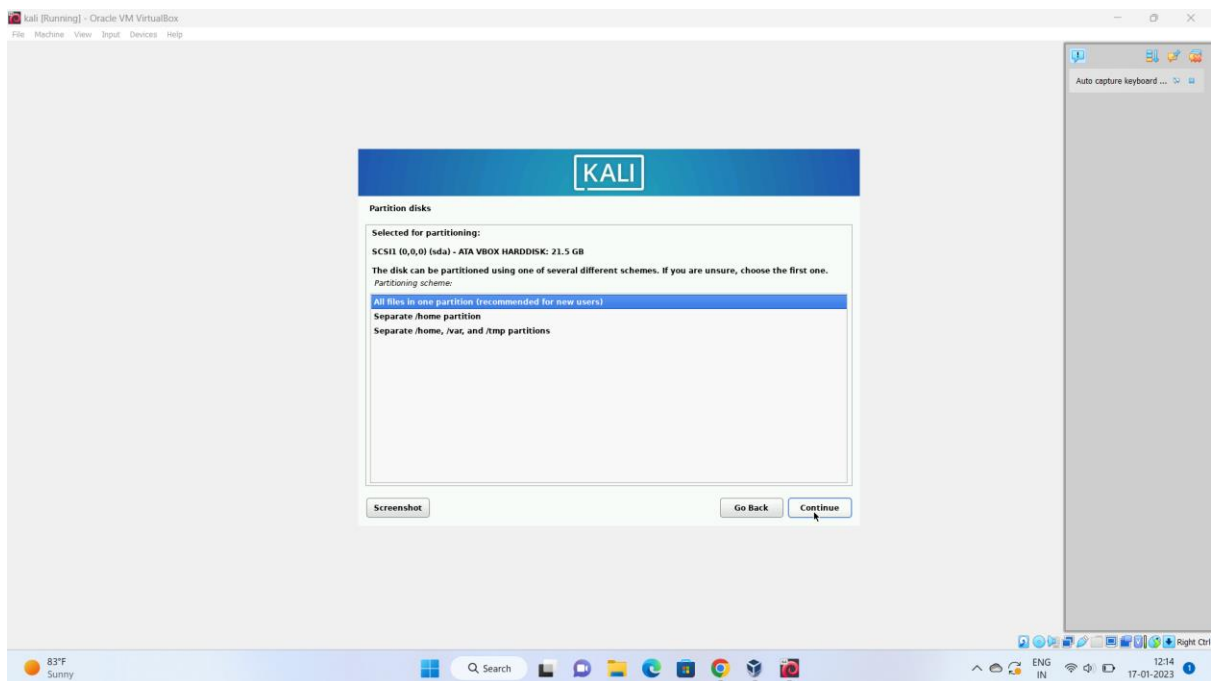 kali [Running] - Oracle VM VirtualBox
File Machine View Input Devices Help
Auto capture keyboard ...
KALI
Partition disks
Selected for partitioning:
SCSI1 (0,0,0) (sda) - ATA VBOX HARDDISK: 21.5 GB
The disk can be partitioned using one of several different schemes. If you are unsure, choose the first one.
Partitioning scheme:
All files in one partition (recommended for new users)
Separate /home partition
Separate /home, /var, and /tmp partitions
Screenshot
Go Back
Continue
Right Ctrl
83°F
Sunny
Search
ENG
IN
12:14
17-01-2023
1